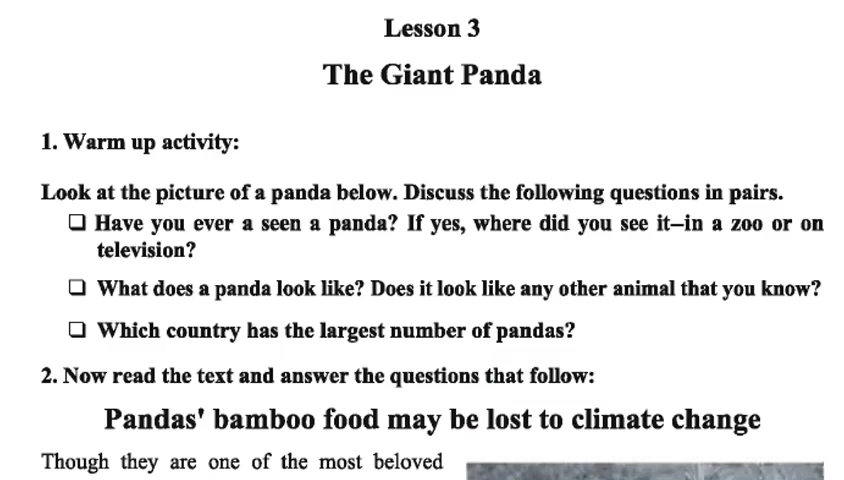 Lesson 3
The Giant Panda
1. Warm up activity:
Look at the picture of a panda below. Discuss the following questions in pairs.
❑ Have you ever a seen a panda? If yes, where did you see it–in a zoo or on
television?
❑ What does a panda look like? Does it look like any other animal that you know?
❑ Which country has the largest number of pandas?
2. Now read the text and answer the questions that follow:
Pandas' bamboo food may be lost to climate change
Though they are one of the most beloved